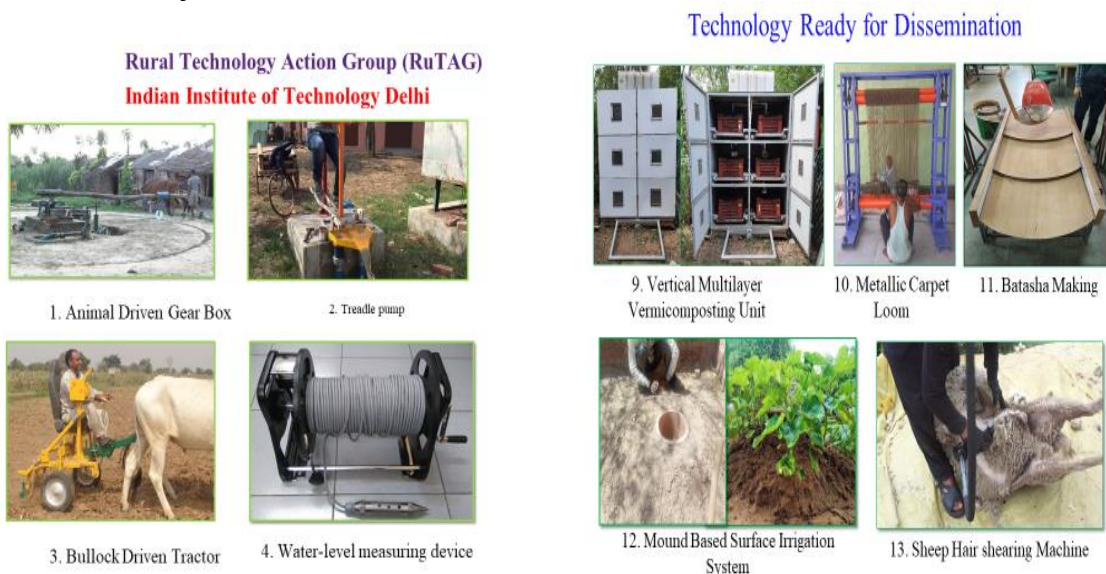 Rural Technology Action Group (RuTAG)
Indian Institute of Technology Delhi
1. Animal Driven Gear Box
2. Treadle pump
3. Bullock Driven Tractor
4. Water-level measuring device
Technology Ready for Dissemination
9. Vertical Multilayer
Vermicomposting Unit
10. Metallic Carpet
Loom
11. Batasha Making
12. Mound Based Surface Irrigation
System
13. Sheep Hair shearing Machine